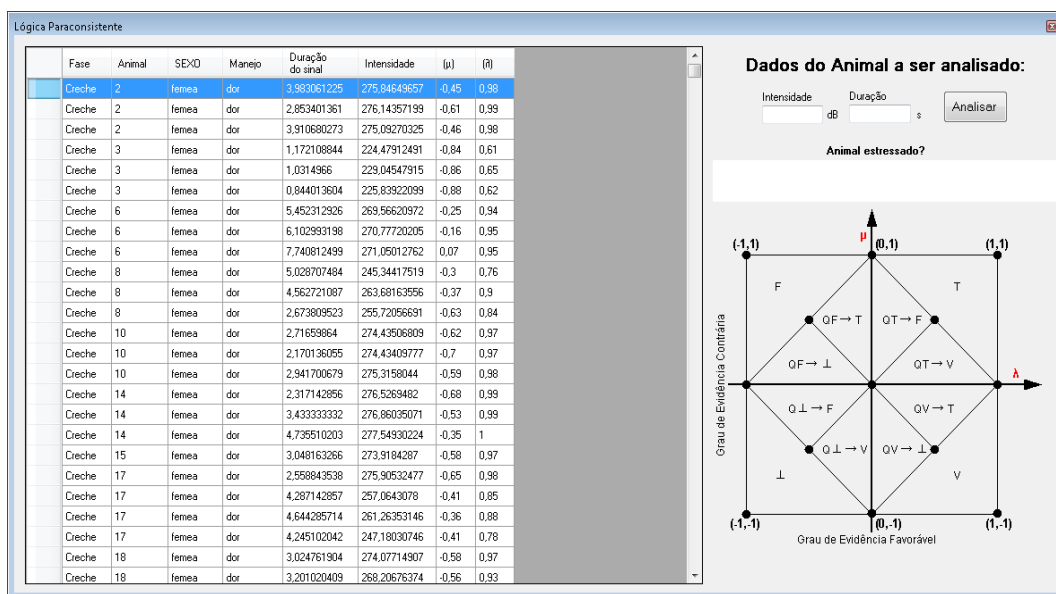 Lógica Paraconsistente
Fase Animal SEXO Manejo Duração do sinal Intensidade (μ) (ƛ)
Creche 2 femea dor 3,983061225 275,84649657 -0,45 0,98
Creche 2 femea dor 2,853401361 276,14357199 -0,61 0,99
Creche 2 femea dor 3,910680273 275,09270325 -0,46 0,98
Creche 3 femea dor 1,172108844 224,47912491 -0,84 0,61
Creche 3 femea dor 1,0314966 229,04547915 -0,86 0,65
Creche 3 femea dor 0,844013604 225,83922099 -0,88 0,62
Creche 6 femea dor 5,452312926 269,56620972 -0,25 0,94
Creche 6 femea dor 6,102993198 270,77720205 -0,16 0,95
Creche 6 femea dor 7,740812499 271,05012762 0,07 0,95
Creche 8 femea dor 5,028707484 245,34417519 -0,3 0,76
Creche 8 femea dor 4,562721087 263,68163556 -0,37 0,9
Creche 8 femea dor 2,673809523 255,72056691 -0,63 0,84
Creche 10 femea dor 2,71659864 274,43506809 -0,62 0,97
Creche 10 femea dor 2,170136055 274,43409777 -0,7 0,97
Creche 10 femea dor 2,941700679 275,3158044 -0,59 0,98
Creche 14 femea dor 2,317142856 276,5269482 -0,68 0,99
Creche 14 femea dor 3,433333332 276,86035071 -0,53 0,99
Creche 14 femea dor 4,735510203 277,54930224 -0,35 1
Creche 15 femea dor 3,048163266 273,9184287 -0,58 0,97
Creche 17 femea dor 2,558843538 275,90532477 -0,65 0,98
Creche 17 femea dor 4,287142857 257,0643078 -0,41 0,85
Creche 17 femea dor 4,644285714 261,26353146 -0,36 0,88
Creche 17 femea dor 4,245102042 247,18030746 -0,41 0,78
Creche 18 femea dor 3,024761904 274,07714907 -0,58 0,97
Creche 18 femea dor 3,201020409 268,20676374 -0,56 0,93
Dados do Animal a ser analisado:
Intensidade Duração
dB s Analisar
Animal estressado?
μ
(-1,1) (0,1) (1,1)
F T
QF→T QT→F
QF→⊥ QT→V
λ
Q⊥→F QV→T
Q⊥→V QV→⊥
⊥ V
(-1,-1) (0,-1) (1,-1)
Grau de Evidência Contrária
Grau de Evidência Favorável